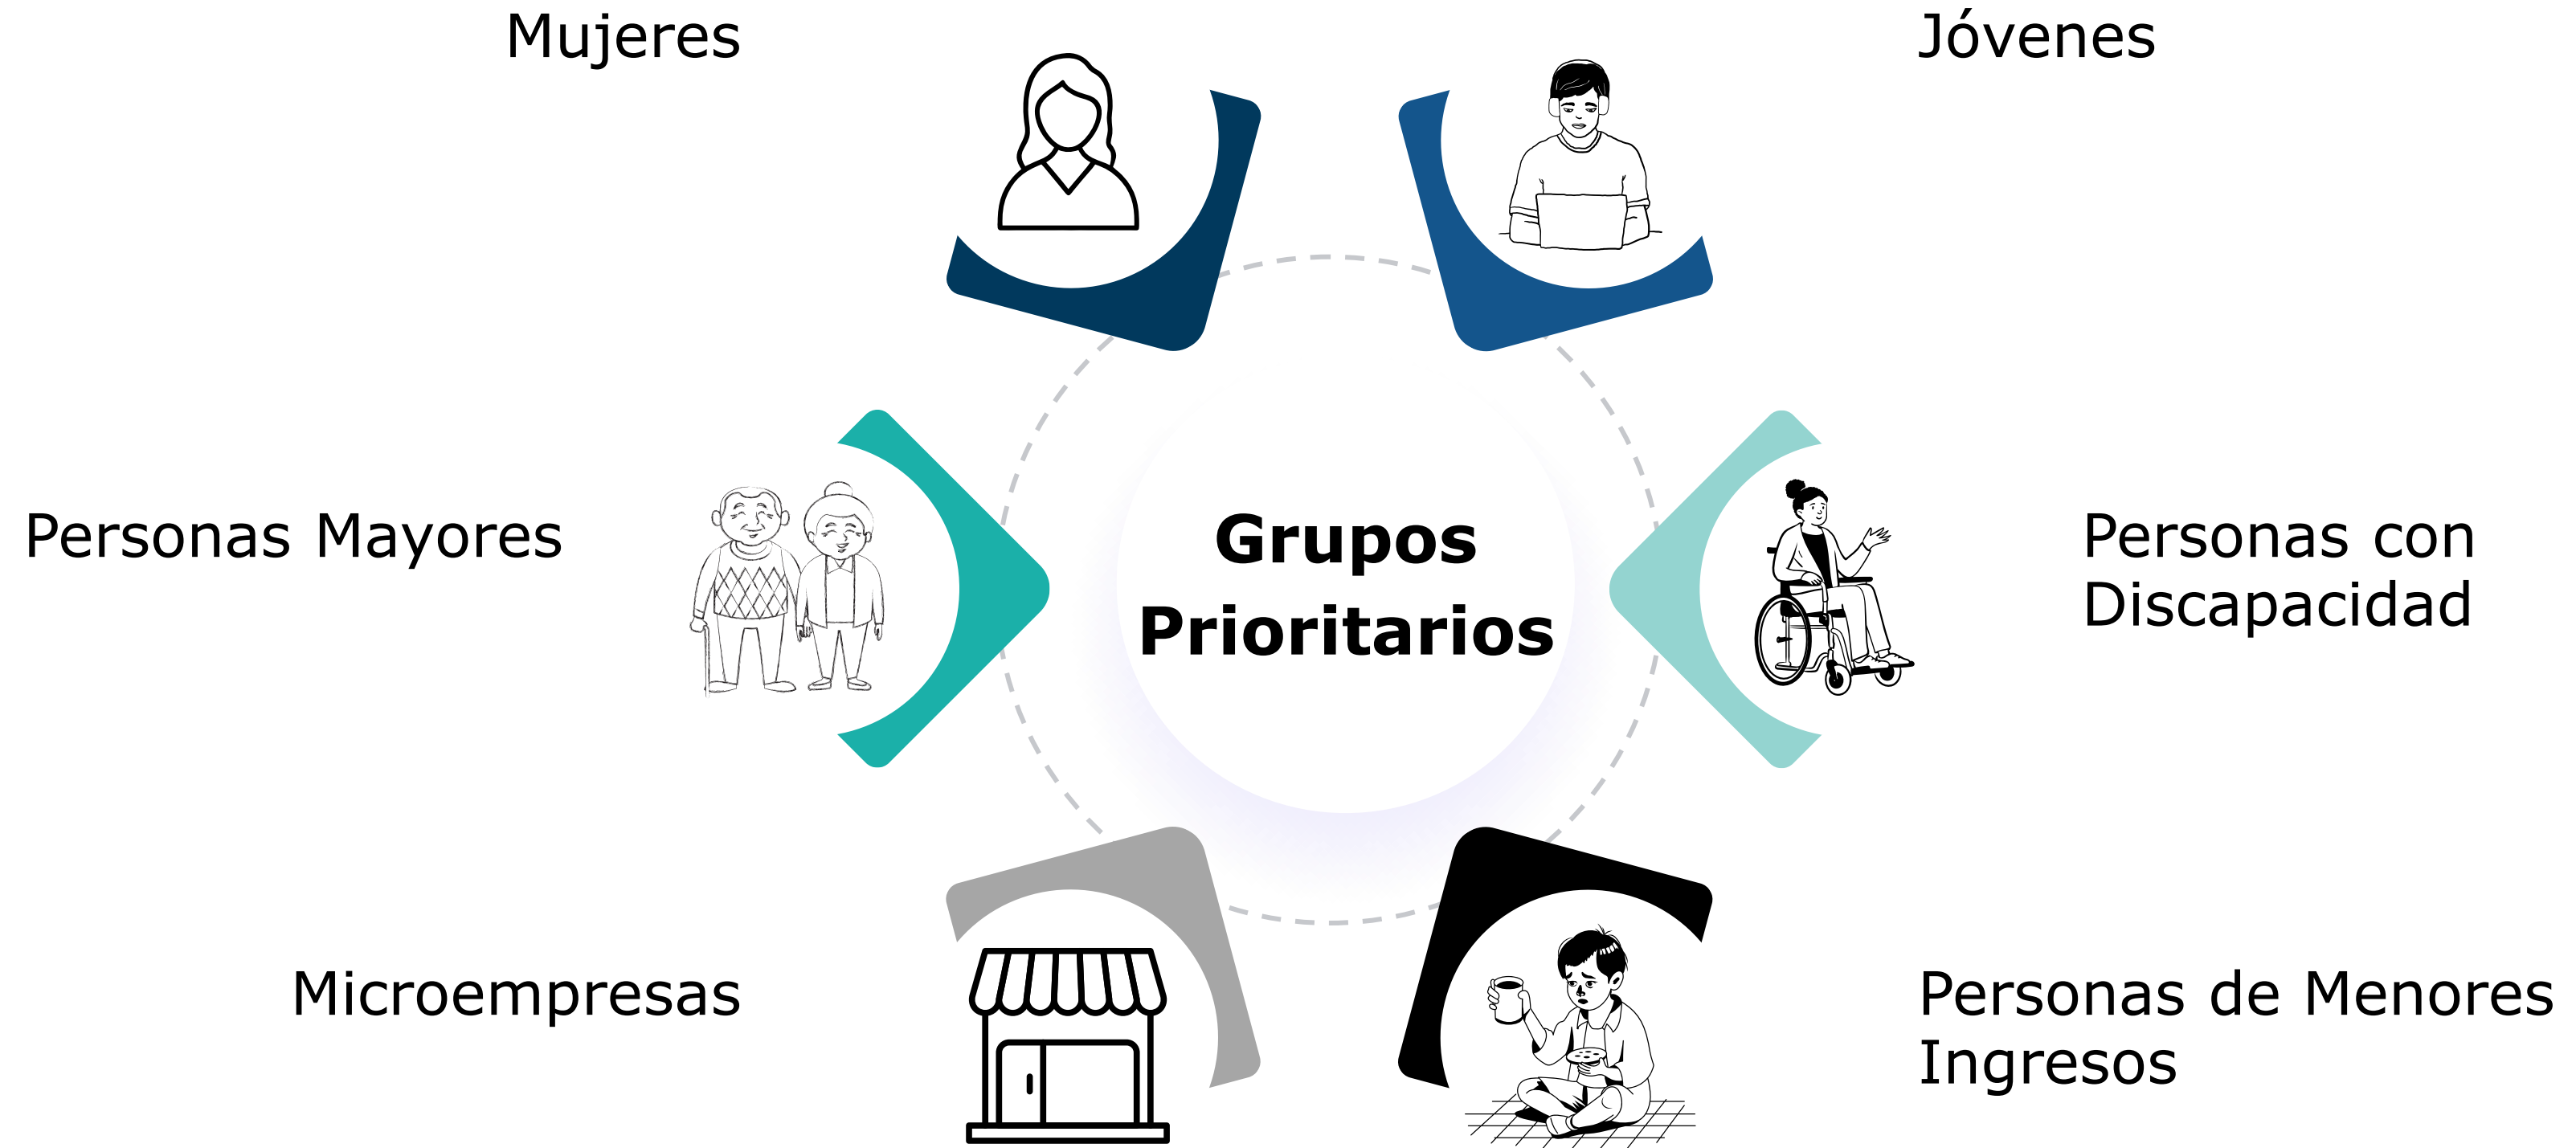 Mujeres
Jóvenes
Personas Mayores
Grupos
Prioritarios
Personas con
Discapacidad
Microempresas
Personas de Menores
Ingresos